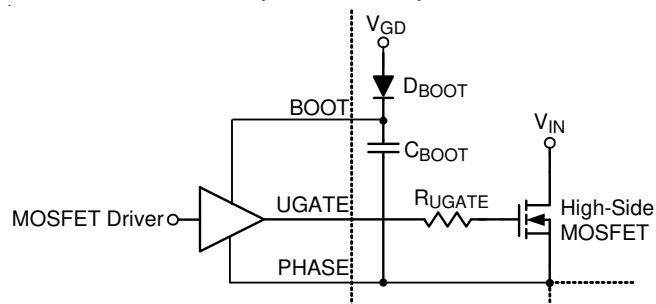 VGD
DBOOT
BOOT
CBOOT
VIN
MOSFET Driver
UGATE
RUGATE
High-Side
MOSFET
PHASE